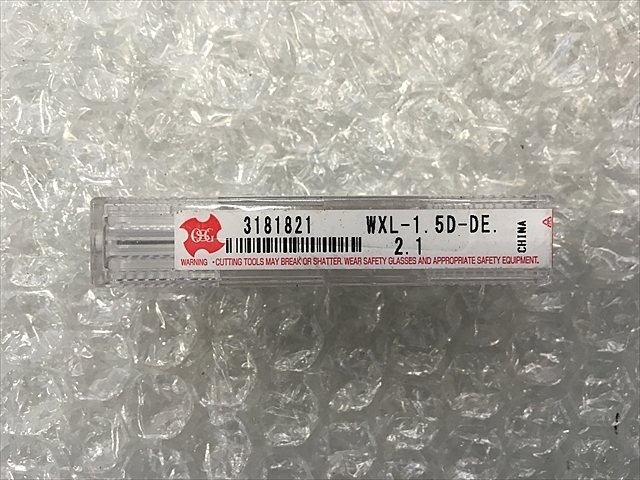 OSG
3181821 WXL-1.5D-DE.
2.1
CHINA
WARNING ・CUTTING TOOLS MAY BREAK OR SHATTER. WEAR SAFETY GLASSES AND APPROPRIATE SAFETY EQUIPMENT.